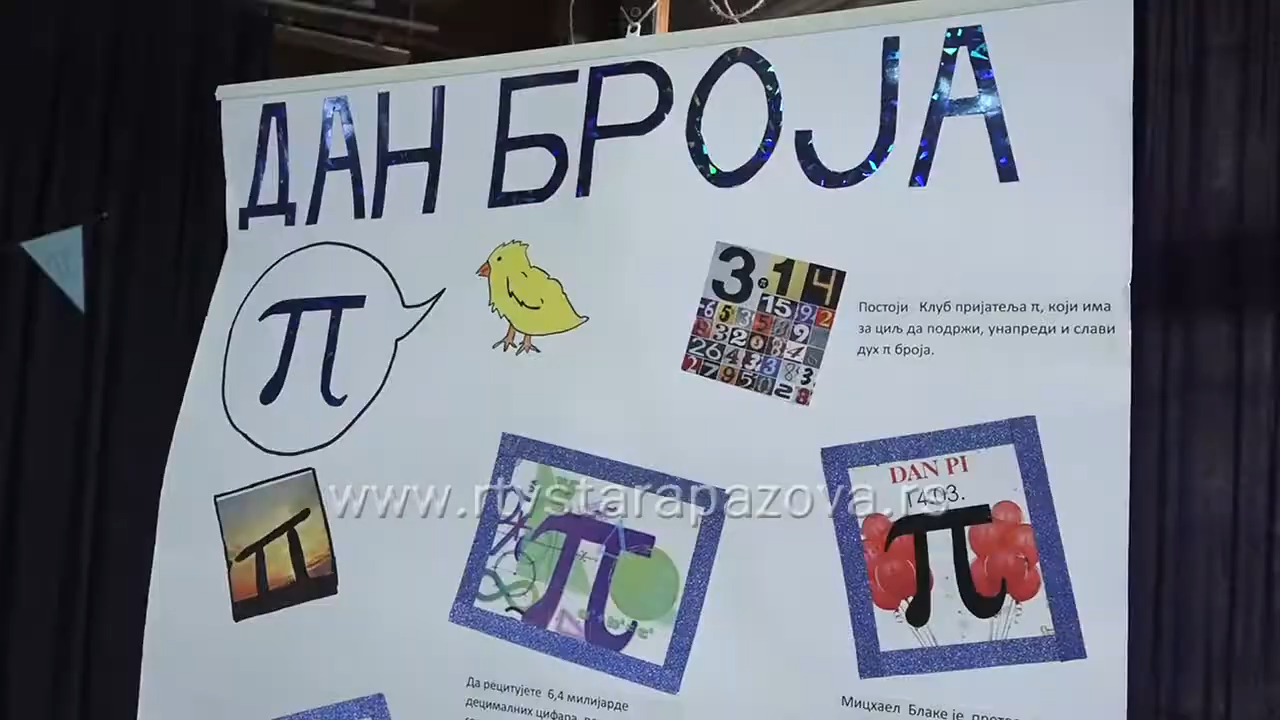 ДАН БРОЈА
π
3.14
Постоји Клуб пријатеља π, који има
за циљ да подржи, унапреди и слави
дух π броја.
DAN PI
14.03.
π
π
π
www.rtvstarapazova.rs
Да рецитујете 6,4 милијарде
децималних цифара
Мицхаел Блаке је